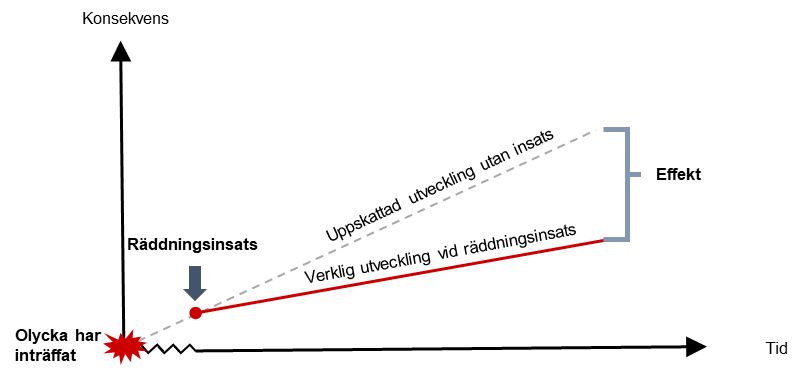 Konsekvens
Uppskattad utveckling utan insats
Effekt
Räddningsinsats
Verklig utveckling vid räddningsinsats
Olycka har
inträffat
Tid